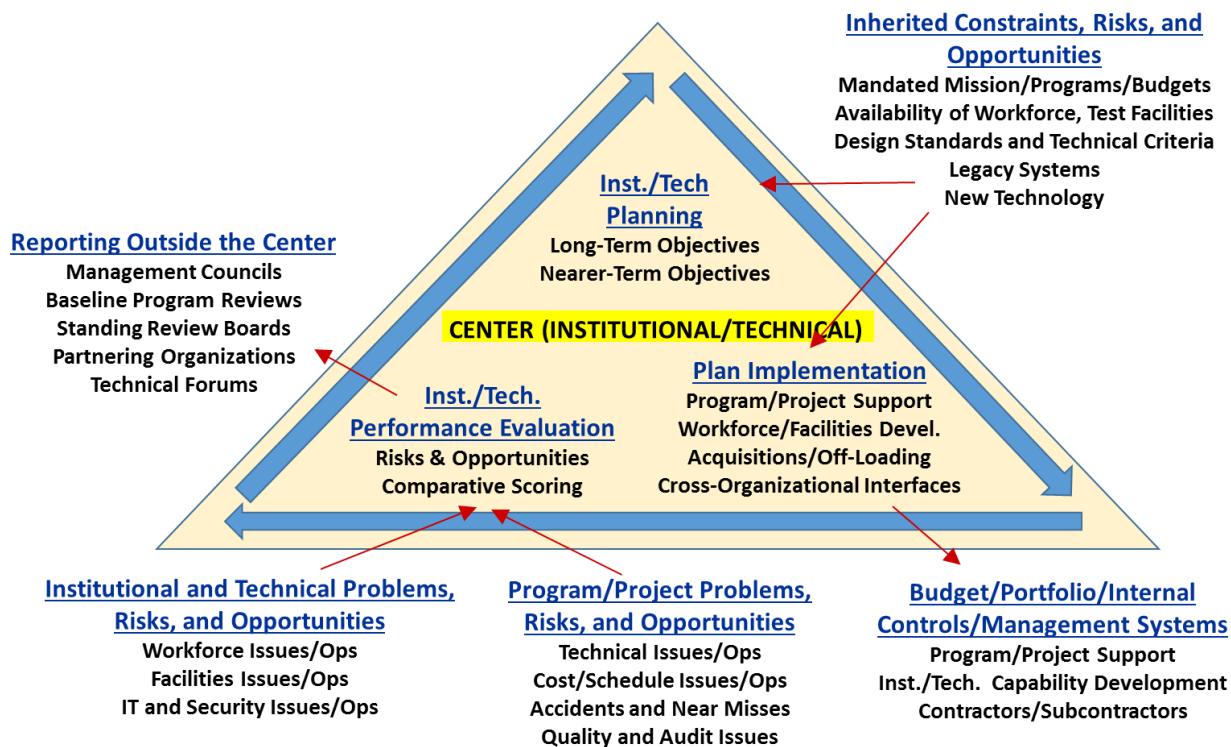 Inherited Constraints, Risks, and
Opportunities
Mandated Mission/Programs/Budgets
Availability of Workforce, Test Facilities
Design Standards and Technical Criteria
Legacy Systems
New Technology
Inst./Tech
Planning
Long-Term Objectives
Nearer-Term Objectives
Reporting Outside the Center
Management Councils
Baseline Program Reviews
Standing Review Boards
Partnering Organizations
Technical Forums
CENTER (INSTITUTIONAL/TECHNICAL)
Inst./Tech.
Performance Evaluation
Risks & Opportunities
Comparative Scoring
Plan Implementation
Program/Project Support
Workforce/Facilities Devel.
Acquisitions/Off-Loading
Cross-Organizational Interfaces
Institutional and Technical Problems,
Risks, and Opportunities
Workforce Issues/Ops
Facilities Issues/Ops
IT and Security Issues/Ops
Program/Project Problems,
Risks, and Opportunities
Technical Issues/Ops
Cost/Schedule Issues/Ops
Accidents and Near Misses
Quality and Audit Issues
Budget/Portfolio/Internal
Controls/Management Systems
Program/Project Support
Inst./Tech. Capability Development
Contractors/Subcontractors